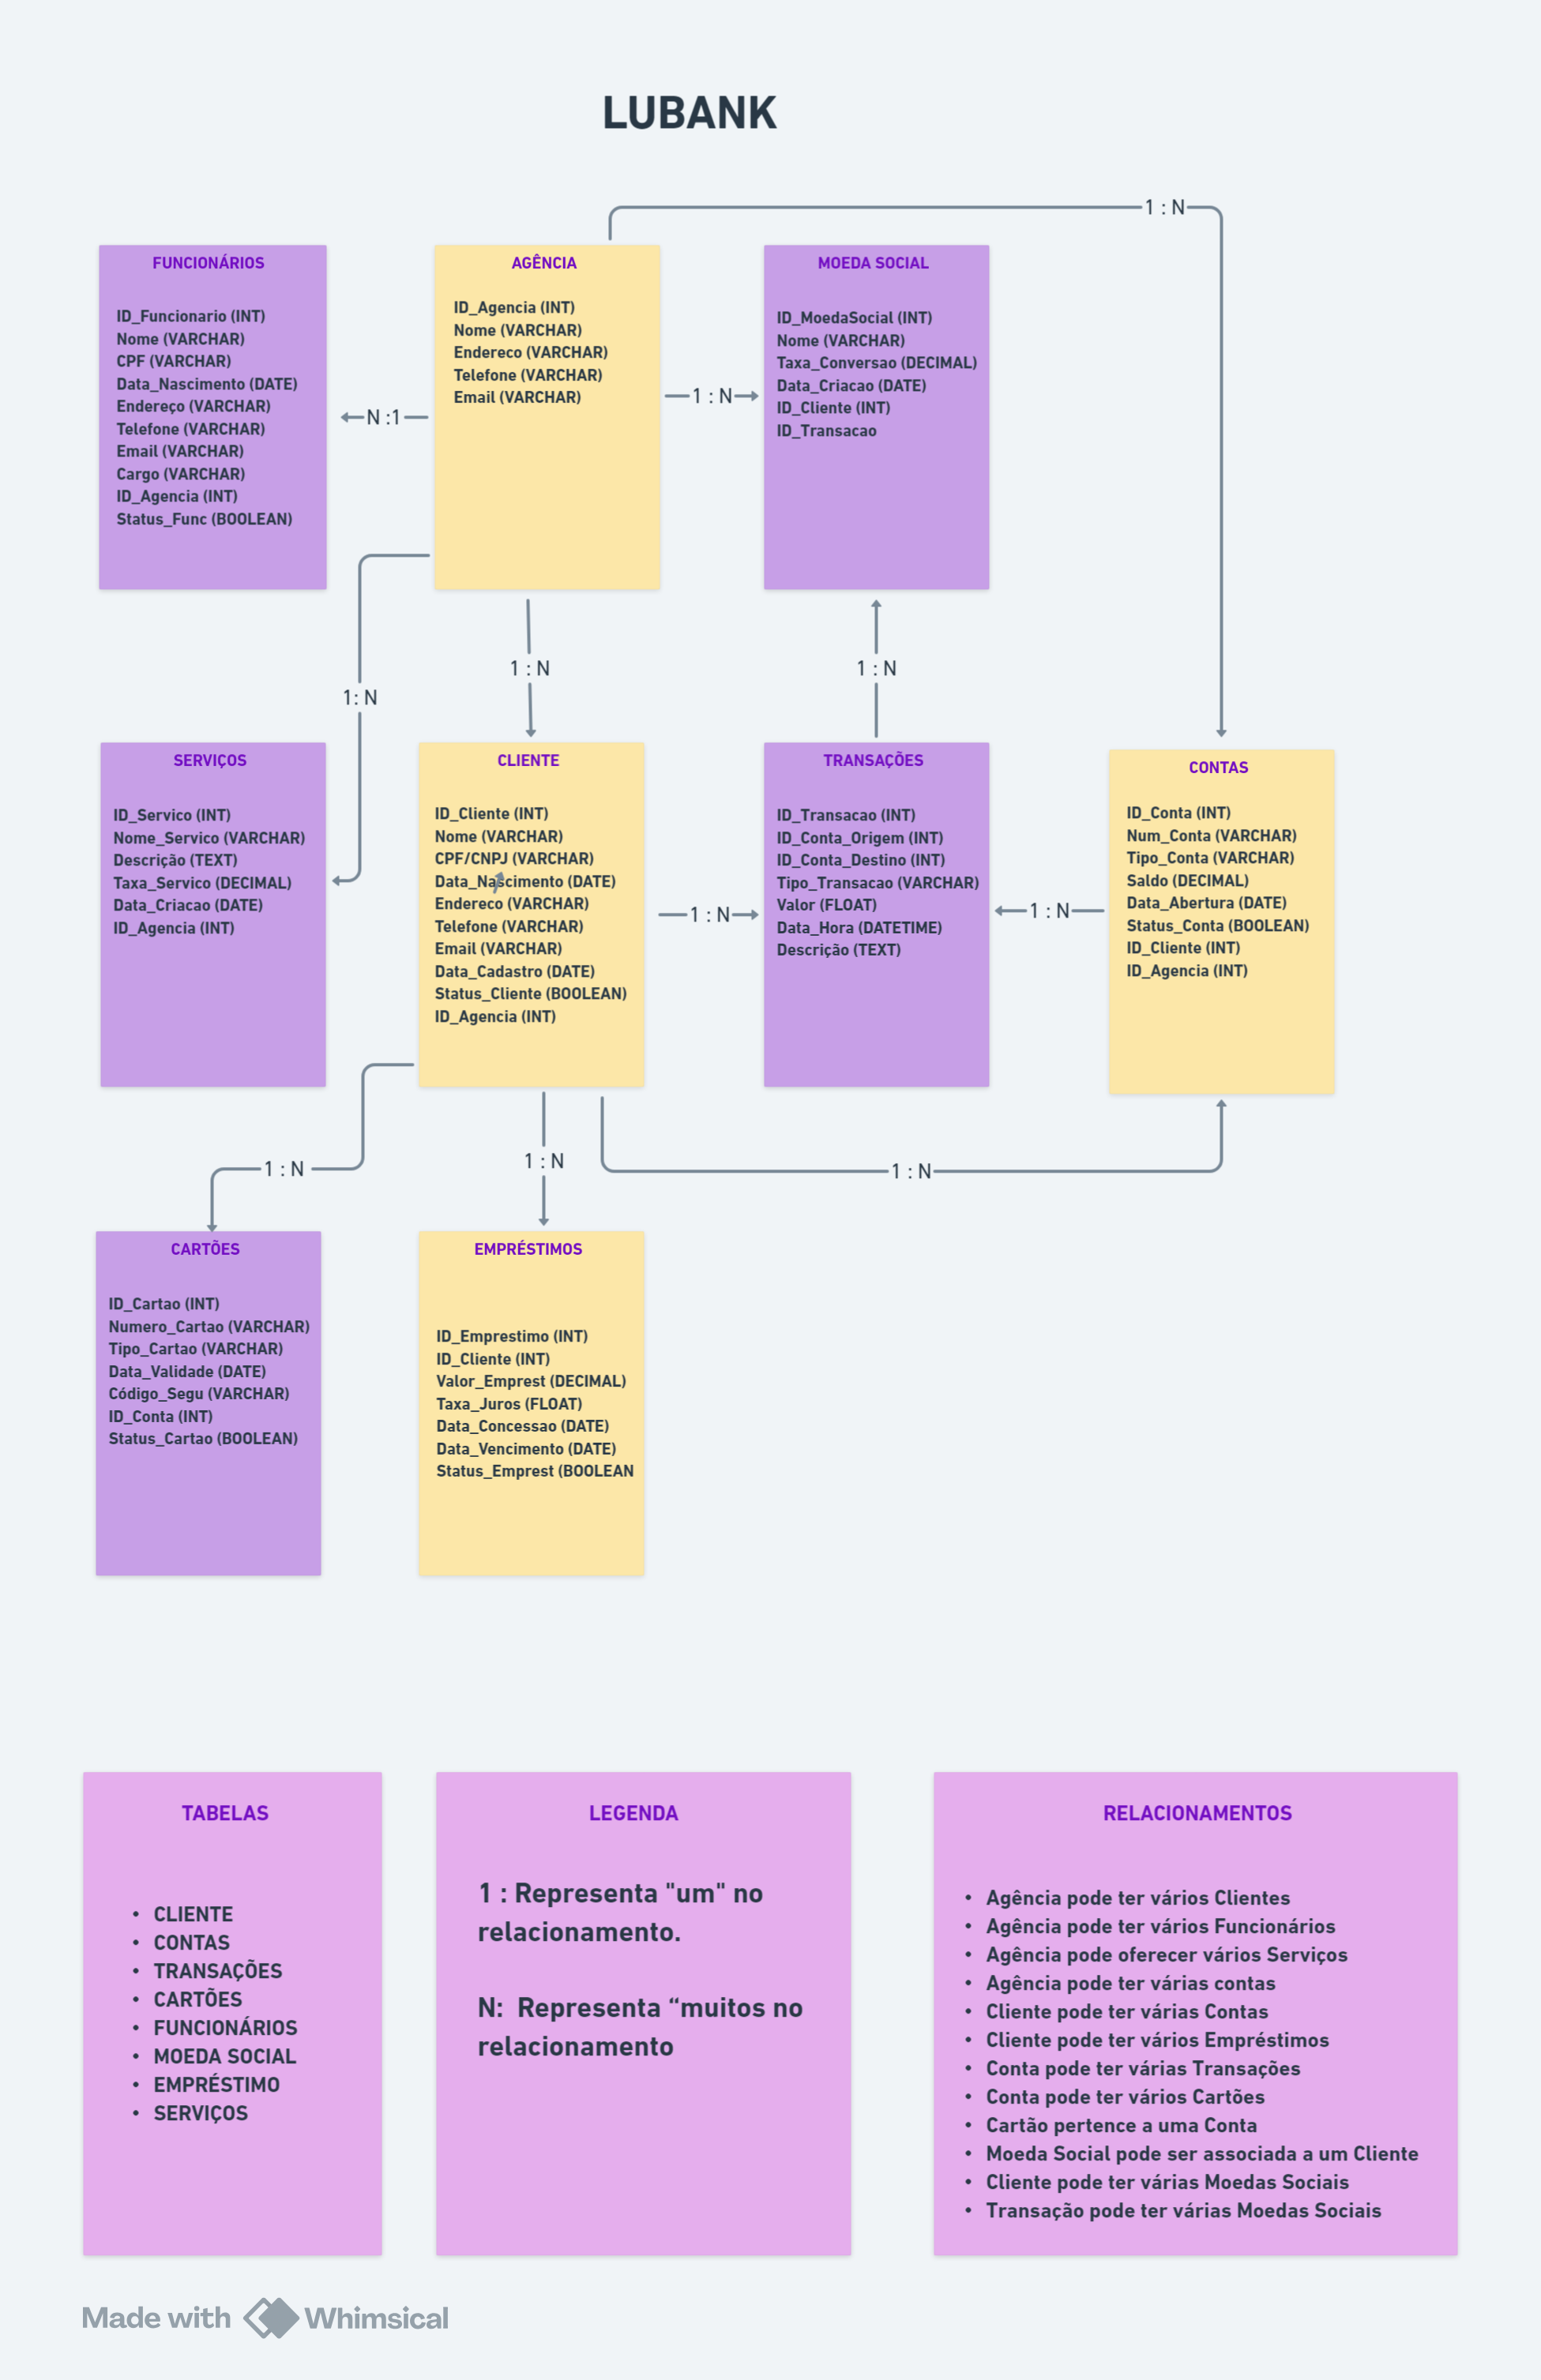 LUBANK
1 : N
FUNCIONÁRIOS
ID_Funcionario (INT)
Nome (VARCHAR)
CPF (VARCHAR)
Data_Nascimento (DATE)
Endereço (VARCHAR)
Telefone (VARCHAR)
Email (VARCHAR)
Cargo (VARCHAR)
ID_Agencia (INT)
Status_Func (BOOLEAN)
N :1
AGÊNCIA
ID_Agencia (INT)
Nome (VARCHAR)
Endereco (VARCHAR)
Telefone (VARCHAR)
Email (VARCHAR)
1 : N
MOEDA SOCIAL
ID_MoedaSocial (INT)
Nome (VARCHAR)
Taxa_Conversao (DECIMAL)
Data_Criacao (DATE)
ID_Cliente (INT)
ID_Transacao
1: N
1 : N
1 : N
SERVIÇOS
ID_Servico (INT)
Nome_Servico (VARCHAR)
Descrição (TEXT)
Taxa_Servico (DECIMAL)
Data_Criacao (DATE)
ID_Agencia (INT)
CLIENTE
ID_Cliente (INT)
Nome (VARCHAR)
CPF/CNPJ (VARCHAR)
Data_Nascimento (DATE)
Endereco (VARCHAR)
Telefone (VARCHAR)
Email (VARCHAR)
Data_Cadastro (DATE)
Status_Cliente (BOOLEAN)
ID_Agencia (INT)
1 : N
TRANSAÇÕES
ID_Transacao (INT)
ID_Conta_Origem (INT)
ID_Conta_Destino (INT)
Tipo_Transacao (VARCHAR)
Valor (FLOAT)
Data_Hora (DATETIME)
Descrição (TEXT)
1 : N
CONTAS
ID_Conta (INT)
Num_Conta (VARCHAR)
Tipo_Conta (VARCHAR)
Saldo (DECIMAL)
Data_Abertura (DATE)
Status_Conta (BOOLEAN)
ID_Cliente (INT)
ID_Agencia (INT)
1 : N
1 : N
1 : N
CARTÕES
ID_Cartao (INT)
Numero_Cartao (VARCHAR)
Tipo_Cartao (VARCHAR)
Data_Validade (DATE)
Código_Segu (VARCHAR)
ID_Conta (INT)
Status_Cartao (BOOLEAN)
EMPRÉSTIMOS
ID_Emprestimo (INT)
ID_Cliente (INT)
Valor_Emprest (DECIMAL)
Taxa_Juros (FLOAT)
Data_Concessao (DATE)
Data_Vencimento (DATE)
Status_Emprest (BOOLEAN
TABELAS
• CLIENTE
• CONTAS
• TRANSAÇÕES
• CARTÕES
• FUNCIONÁRIOS
• MOEDA SOCIAL
• EMPRÉSTIMO
• SERVIÇOS
LEGENDA
1 : Representa "um" no
relacionamento.
N:  Representa “muitos no
relacionamento
RELACIONAMENTOS
• Agência pode ter vários Clientes
• Agência pode ter vários Funcionários
• Agência pode oferecer vários Serviços
• Agência pode ter várias contas
• Cliente pode ter várias Contas
• Cliente pode ter vários Empréstimos
• Conta pode ter várias Transações
• Conta pode ter vários Cartões
• Cartão pertence a uma Conta
• Moeda Social pode ser associada a um Cliente
• Cliente pode ter várias Moedas Sociais
• Transação pode ter várias Moedas Sociais
Made with Whimsical